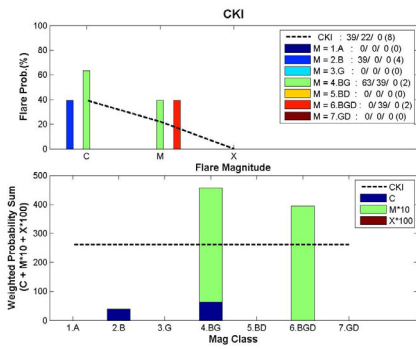 CKI
100
80
60
40
20
0
Flare Prob.(%)
C
M
X
Flare Magnitude
CKI : 39/ 22/ 0 (8)
M = 1.A : 0/ 0/ 0 (0)
M = 2.B : 39/ 0/ 0 (4)
M = 3.G : 0/ 0/ 0 (0)
M = 4.BG : 63/ 39/ 0 (2)
M = 5.BD : 0/ 0/ 0 (0)
M = 6.BGD : 0/ 39/ 0 (2)
M = 7.GD : 0/ 0/ 0 (0)
500
400
300
200
100
0
Weighted Probability Sum
(C + M*10 + X*100)
CKI
C
M*10
X*100
1.A
2.B
3.G
4.BG
5.BD
6.BGD
7.GD
Mag Class